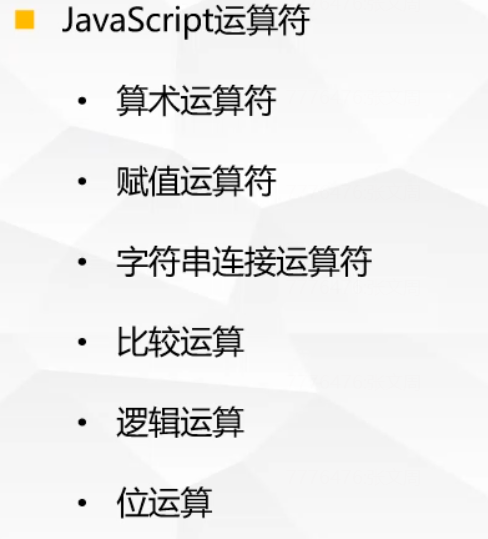 JavaScript运算符
• 算术运算符
• 赋值运算符
• 字符串连接运算符
• 比较运算
• 逻辑运算
• 位运算